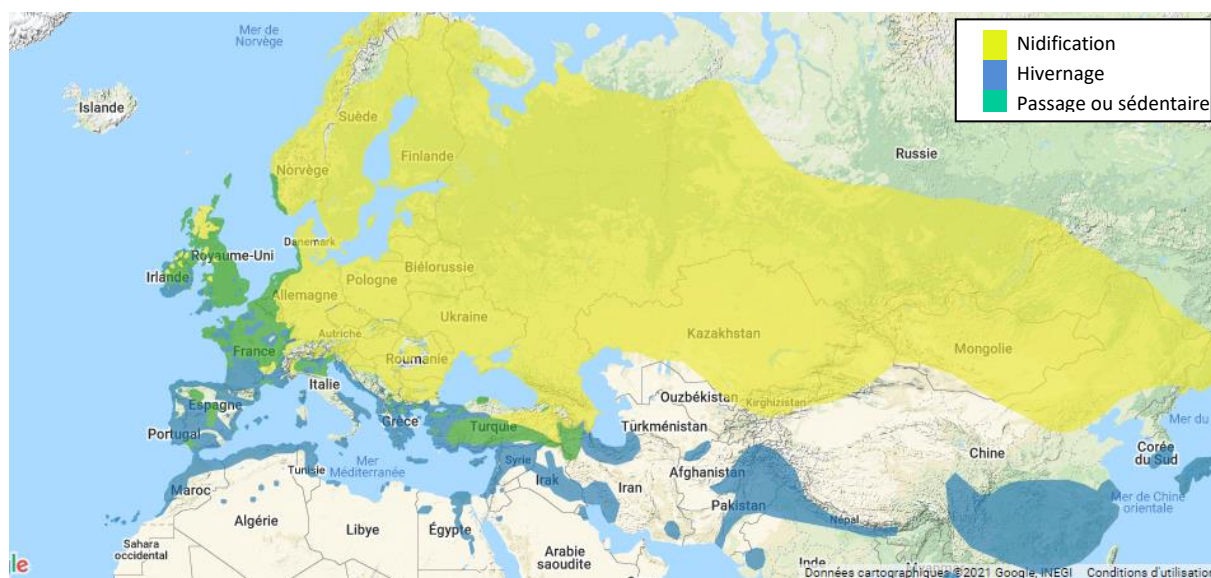 Mer de
Norvège
Nidification
Hivernage
Passage ou sédentaire
Islande
Suède
Finlande
Norvège
Russie
Danemark
Royaume-Uni
Irlande
Biélorussie
Pologne
Allemagne
Ukraine
Kazakhstan
Autriche
Mongolie
France
Roumanie
Italie
Ouzbékistan
Kirghizistan
Espagne
Grèce
Turquie
Turkménistan
Mer du
Portugal
Corée
du Sud
Chine
Tunisie
Mer
Méditerranée
Syrie
Afghanistan
Maroc
Irak
Iran
Mer de Chine
orientale
Pakistan
Algérie
Libye
Égypte
Népal
Sahara
occidental
Arabie
saoudite
Inde
Myanmar
le
Données cartographiques ©2021 Google, INEGI
Conditions d'utilisation